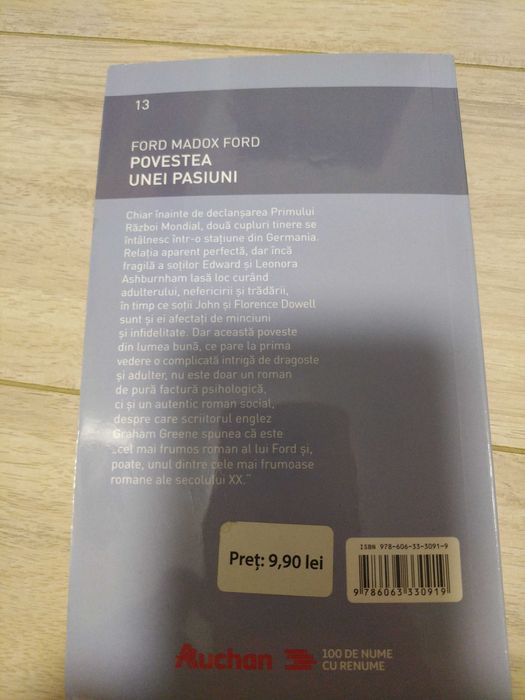 13
FORD MADOX FORD
POVESTEA
UNEI PASIUNI
Chiar înainte de declanșarea Primului
Război Mondial, două cupluri tinere se
întâlnesc într-o stațiune din Germania.
Relația aparent perfectă, dar încă
fragilă a soților Edward și Leonora
Ashburnham lasă loc curând
adulterului, nefericirii și trădării,
în timp ce soții John și Florence Dowell
sunt și ei afectați de minciuni
și infidelitate. Dar această poveste
din lumea bună, ce pare la prima
vedere o complicată intrigă de dragoste
și adulter, nu este doar un roman
de pură factură psihologică,
ci și un autentic roman social,
despre care scriitorul englez
Graham Greene spunea că este
„cel mai frumos roman al lui Ford și,
poate, unul dintre cele mai frumoase
romane ale secolului XX.”
Preț: 9,90 lei
ISBN 978-606-33-3091-9
9 786063 330919
Auchan
100 DE NUME
CU RENUME